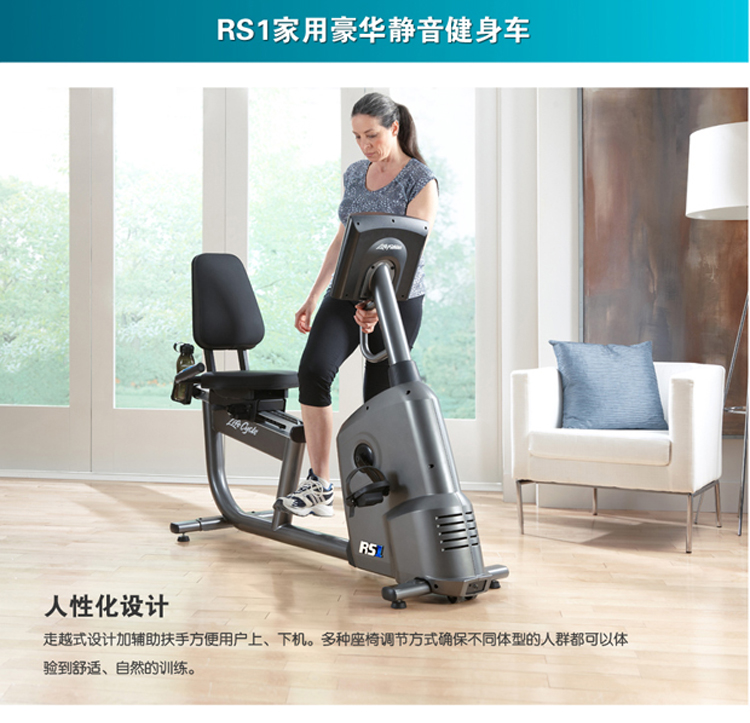 RS1家用豪华静音健身车
LifeFitness
LifeCycle
RS1
人性化设计
走越式设计加辅助扶手方便用户上、下机。多种座椅调节方式确保不同体型的人群都可以体
验到舒适、自然的训练。